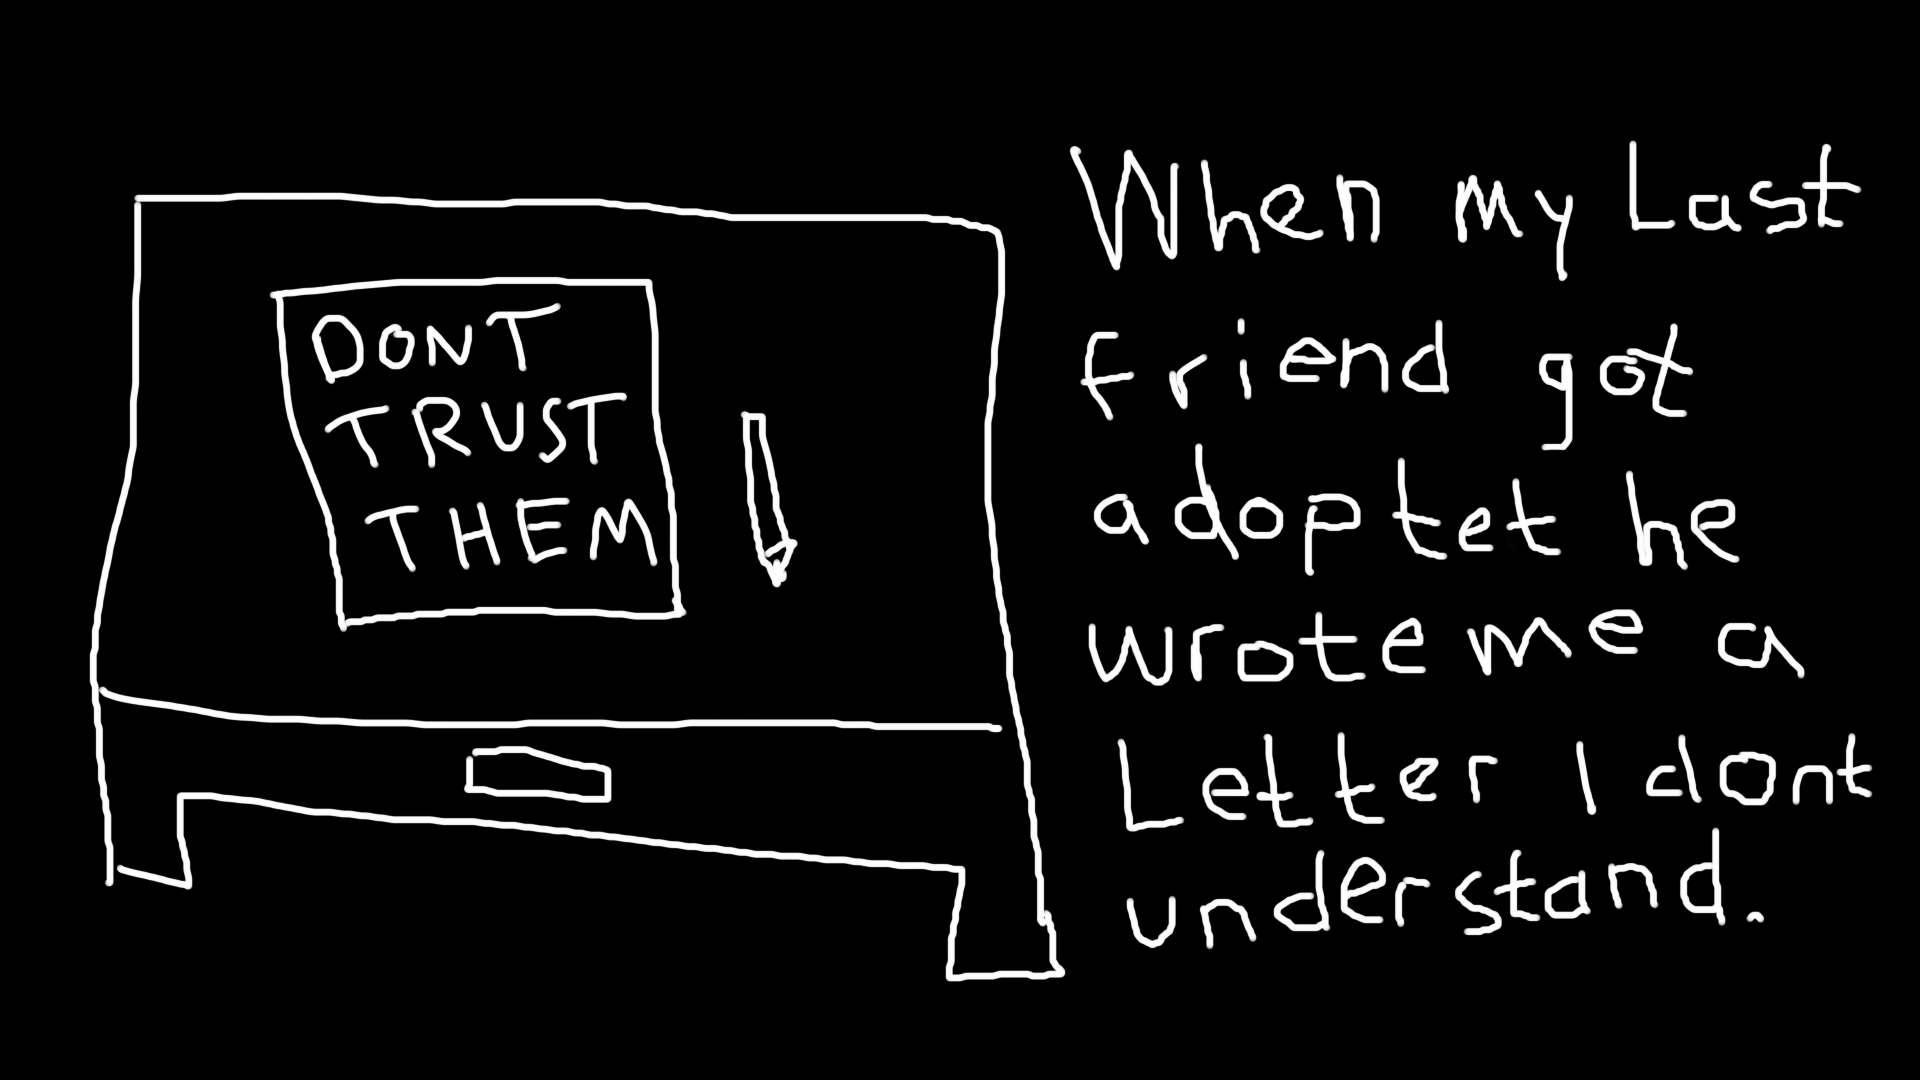 DONT
TRUST
THEM
When my Last
friend got
adoptet he
wrote me a
Letter I dont
understand.